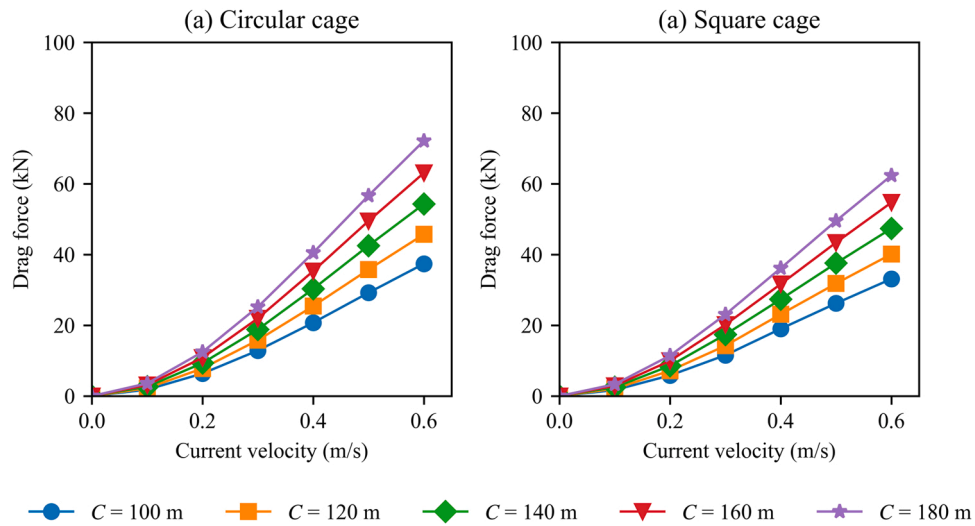 (a) Circular cage
100
80
60
40
20
0
Drag force (kN)
0.0 0.2 0.4 0.6
Current velocity (m/s)
(a) Square cage
100
80
60
40
20
0
Drag force (kN)
0.0 0.2 0.4 0.6
Current velocity (m/s)
C = 100 m C = 120 m C = 140 m C = 160 m C = 180 m